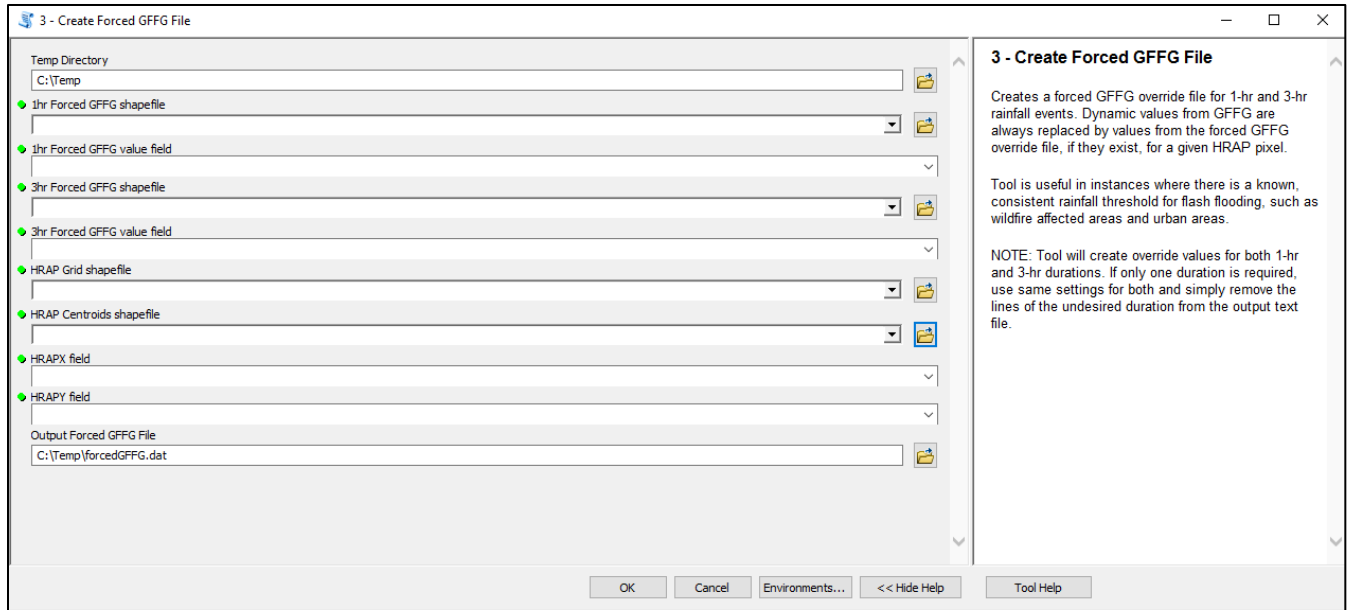 3 - Create Forced GFFG File
Temp Directory
C:\Temp
1hr Forced GFFG shapefile
1hr Forced GFFG value field
3hr Forced GFFG shapefile
3hr Forced GFFG value field
HRAP Grid shapefile
HRAP Centroids shapefile
HRAPX field
HRAPY field
Output Forced GFFG File
C:\Temp\forcedGFFG.dat
3 - Create Forced GFFG File
Creates a forced GFFG override file for 1-hr and 3-hr
rainfall events. Dynamic values from GFFG are
always replaced by values from the forced GFFG
override file, if they exist, for a given HRAP pixel.
Tool is useful in instances where there is a known,
consistent rainfall threshold for flash flooding, such as
wildfire affected areas and urban areas.
NOTE: Tool will create override values for both 1-hr
and 3-hr durations. If only one duration is required,
use same settings for both and simply remove the
lines of the undesired duration from the output text
file.
OK
Cancel
Environments...
<< Hide Help
Tool Help